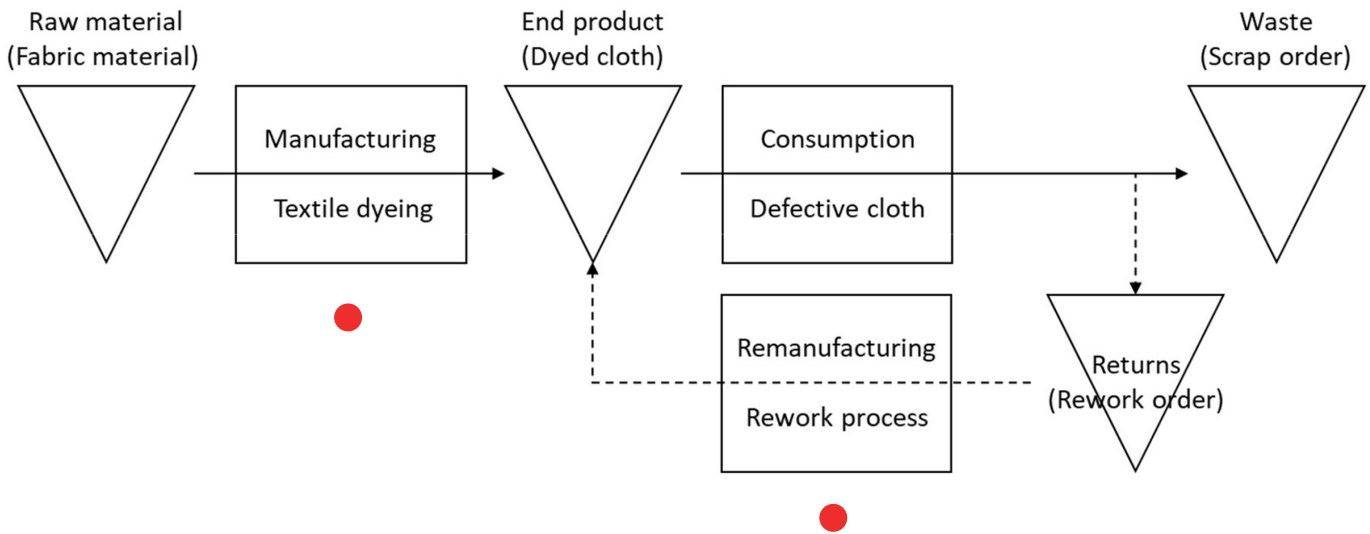 Raw material
(Fabric material)
End product
(Dyed cloth)
Waste
(Scrap order)
Manufacturing
Textile dyeing
Consumption
Defective cloth
Remanufacturing
Rework process
Returns
(Rework order)